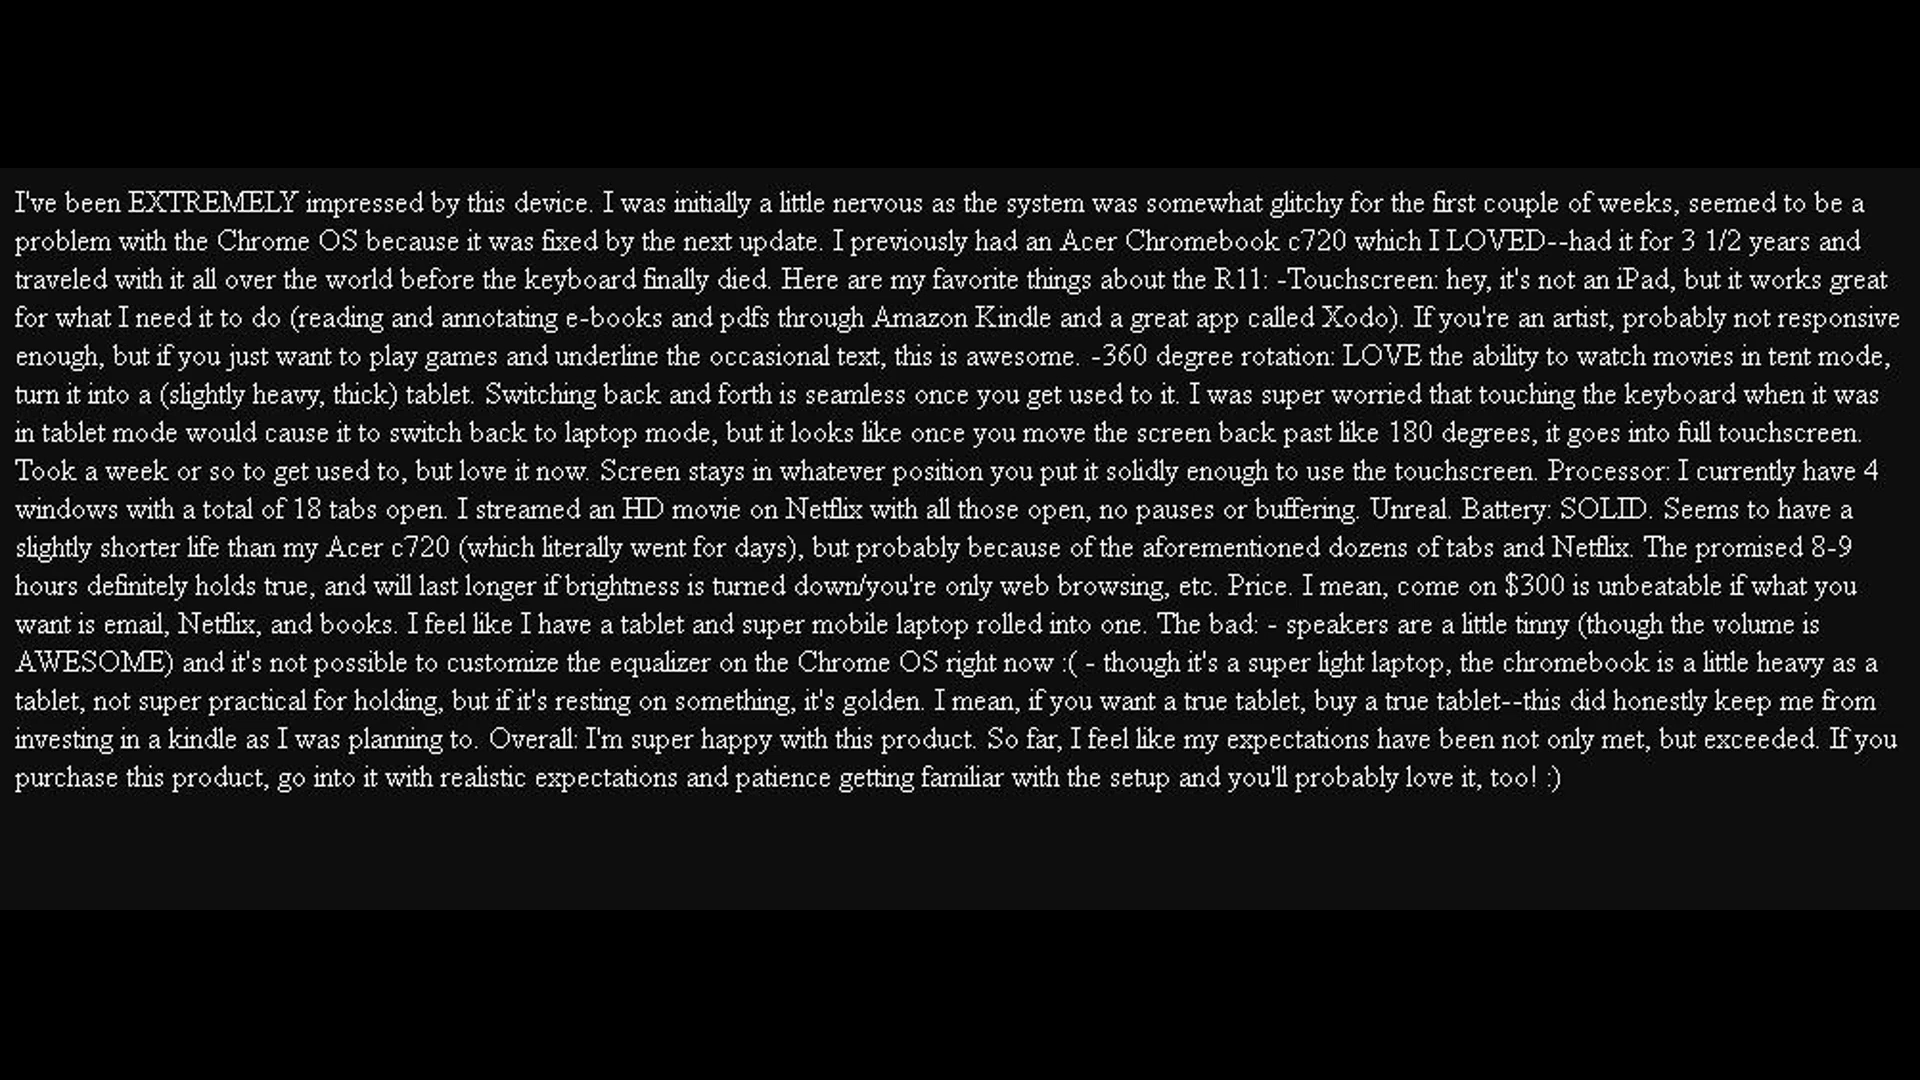 I've been EXTREMELY impressed by this device. I was initially a little nervous as the system was somewhat glitchy for the first couple of weeks, seemed to be a
problem with the Chrome OS because it was fixed by the next update. I previously had an Acer Chromebook c720 which I LOVED--had it for 3 1/2 years and
traveled with it all over the world before the keyboard finally died. Here are my favorite things about the R11: -Touchscreen: hey, it's not an iPad, but it works great
for what I need it to do (reading and annotating e-books and pdfs through Amazon Kindle and a great app called Xodo). If you're an artist, probably not responsive
enough, but if you just want to play games and underline the occasional text, this is awesome. -360 degree rotation: LOVE the ability to watch movies in tent mode,
turn it into a (slightly heavy, thick) tablet. Switching back and forth is seamless once you get used to it. I was super worried that touching the keyboard when it was
in tablet mode would cause it to switch back to laptop mode, but it looks like once you move the screen back past like 180 degrees, it goes into full touchscreen.
Took a week or so to get used to, but love it now. Screen stays in whatever position you put it solidly enough to use the touchscreen. Processor: I currently have 4
windows with a total of 18 tabs open. I streamed an HD movie on Netflix with all those open, no pauses or buffering. Unreal. Battery: SOLID. Seems to have a
slightly shorter life than my Acer c720 (which literally went for days), but probably because of the aforementioned dozens of tabs and Netflix. The promised 8-9
hours definitely holds true, and will last longer if brightness is turned down/you're only web browsing, etc. Price. I mean, come on $300 is unbeatable if what you
want is email, Netflix, and books. I feel like I have a tablet and super mobile laptop rolled into one. The bad: - speakers are a little tinny (though the volume is
AWESOME) and it's not possible to customize the equalizer on the Chrome OS right now :( - though it's a super light laptop, the chromebook is a little heavy as a
tablet, not super practical for holding, but if it's resting on something, it's golden. I mean, if you want a true tablet, buy a true tablet--this did honestly keep me from
investing in a kindle as I was planning to. Overall: I'm super happy with this product. So far, I feel like my expectations have been not only met, but exceeded. If you
purchase this product, go into it with realistic expectations and patience getting familiar with the setup and you'll probably love it, too! :)